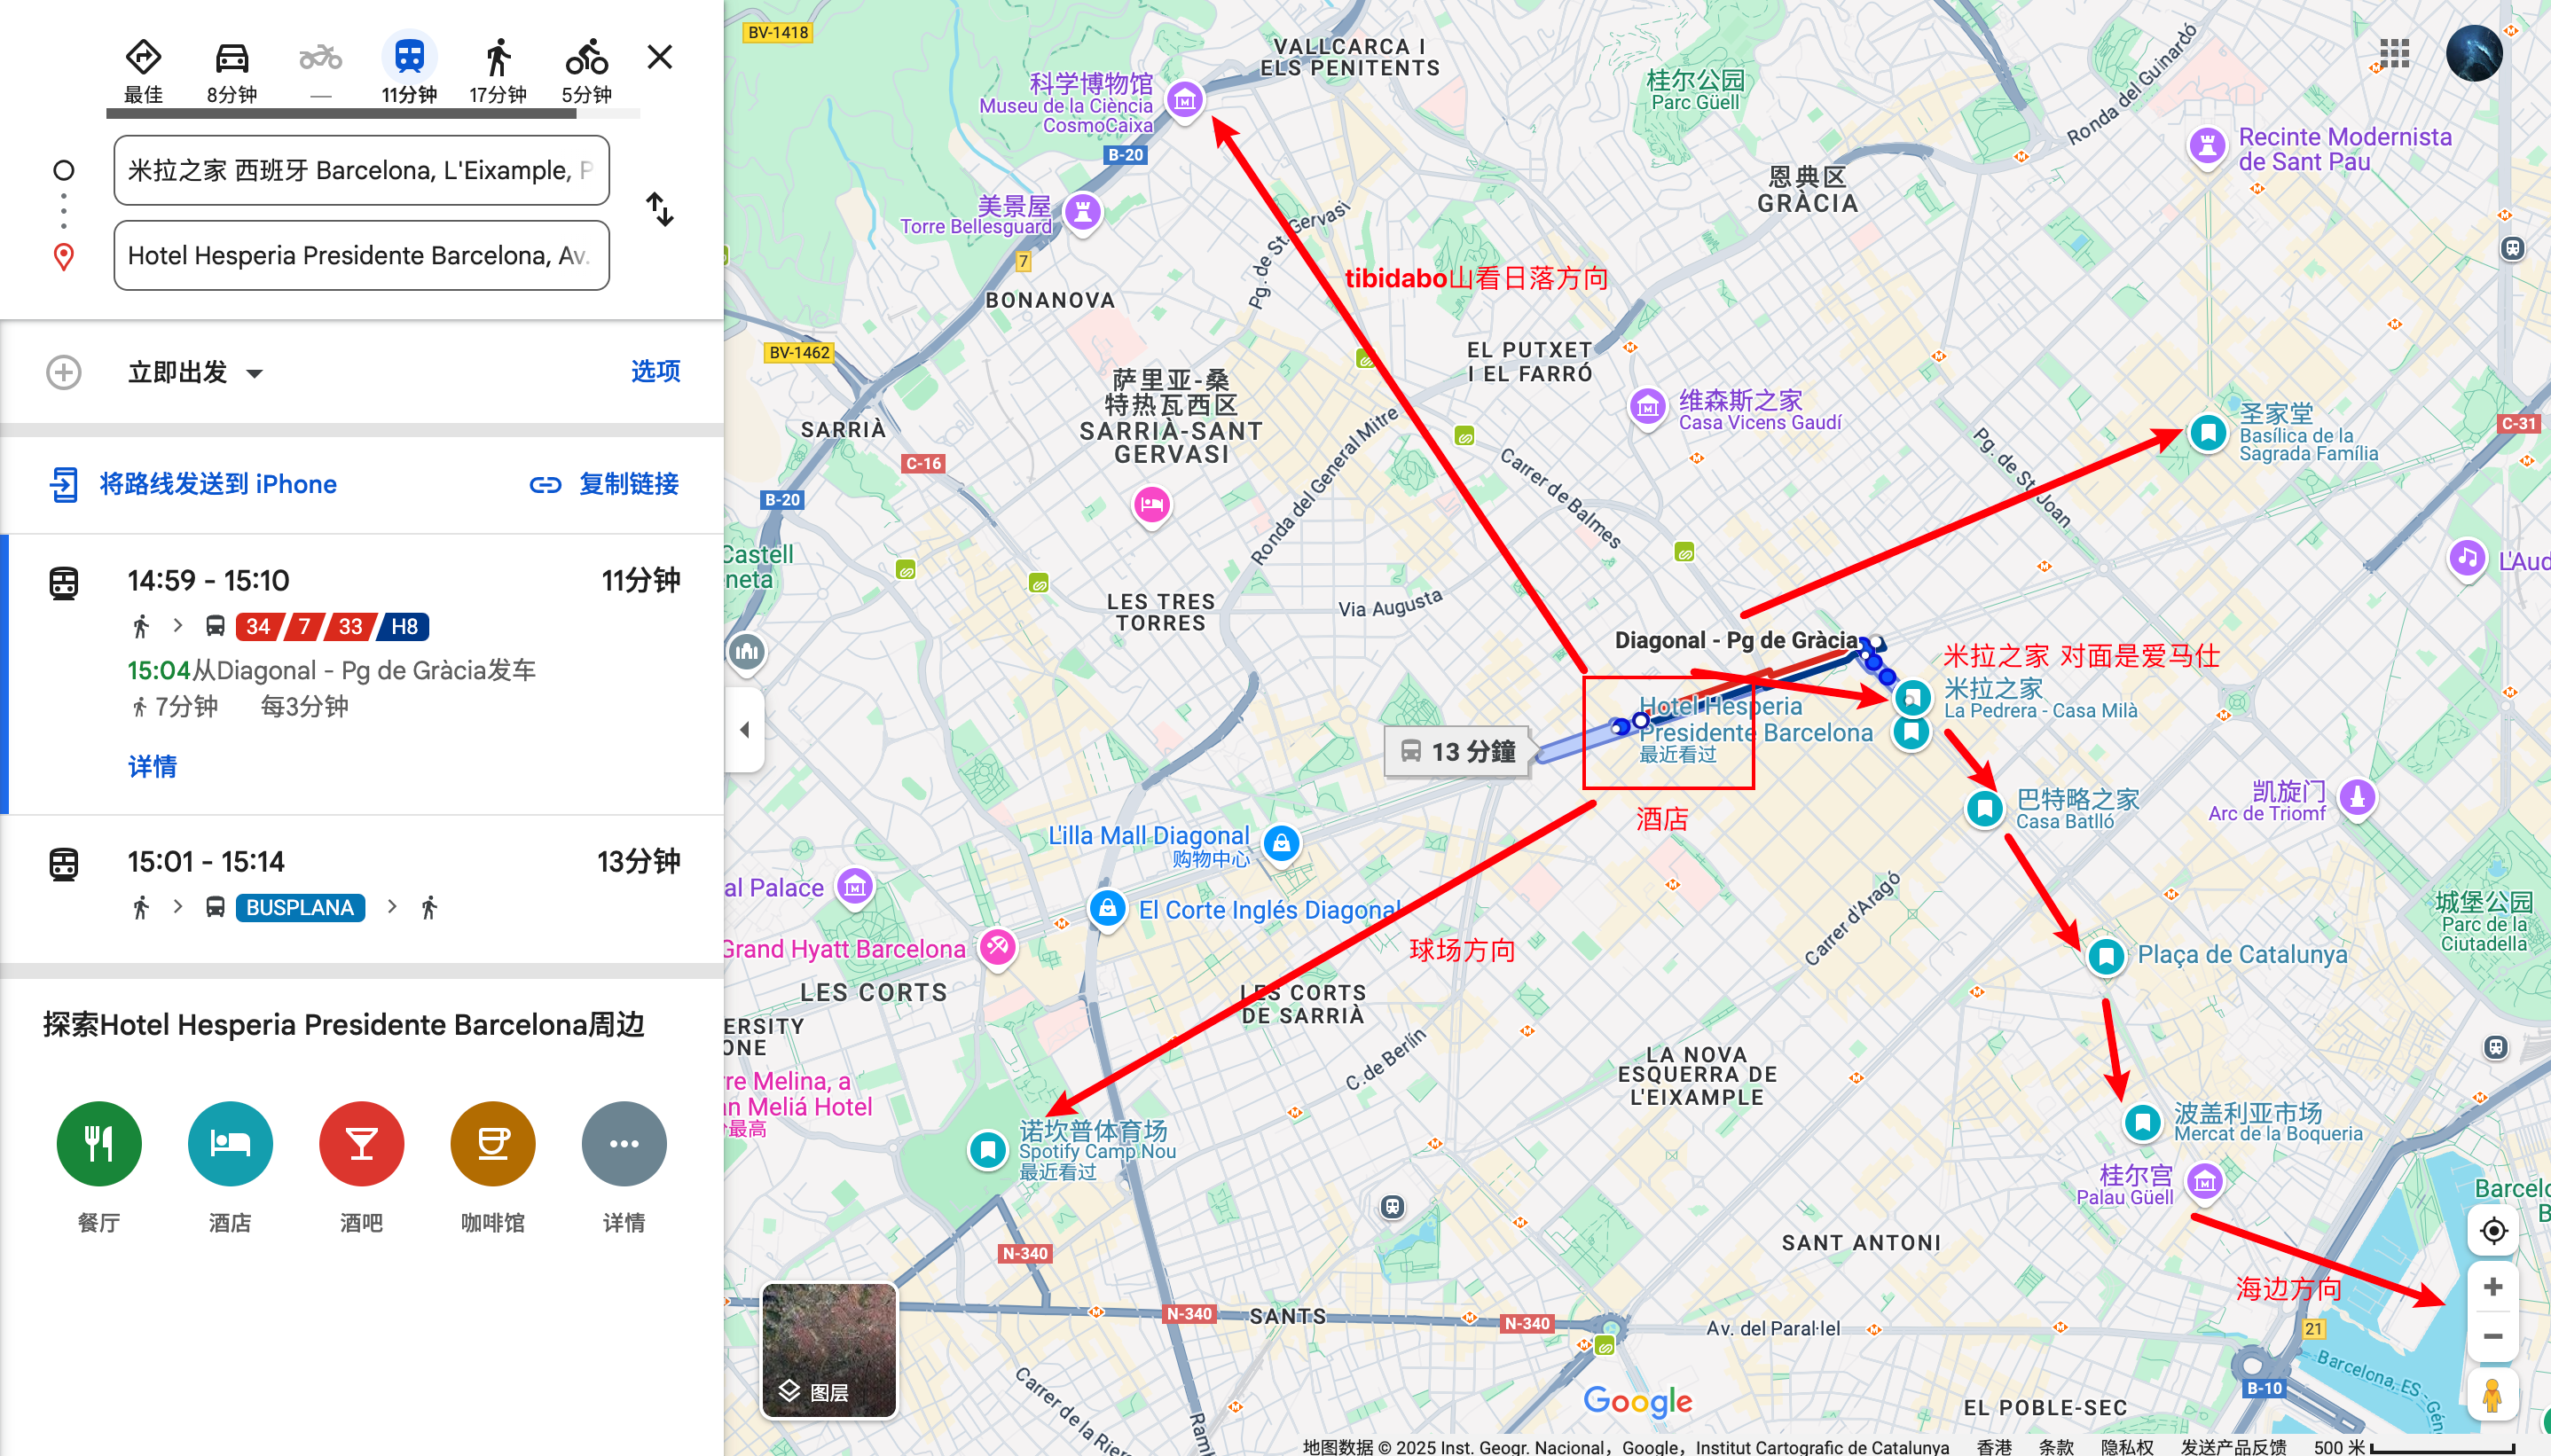 最佳
8分钟
—
11分钟
17分钟
5分钟
米拉之家 西班牙 Barcelona, L'Eixample, P
Hotel Hesperia Presidente Barcelona, Av.
立即出发
选项
将路线发送到 iPhone
复制链接
14:59 - 15:10
11分钟
34 7 33 H8
15:04从Diagonal - Pg de Gràcia发车
7分钟 每3分钟
详情
15:01 - 15:14
13分钟
BUSPLANA
探索Hotel Hesperia Presidente Barcelona周边
餐厅
酒店
酒吧
咖啡馆
详情
BV-1418
VALLCARCA I
ELS PENITENTS
科学博物馆
Museu de la Ciència
CosmoCaixa
B-20
桂尔公园
Parc Güell
Ronda del Guinardó
Recinte Modernista
de Sant Pau
恩典区
GRÀCIA
美景屋
Torre Bellesguard
7
Pg. de St. Gervasi
BONANOVA
tibidabo山看日落方向
BV-1462
EL PUTXET
I EL FARRÓ
萨里亚-桑
特热瓦西区
SARRIÀ-SANT
GERVASI
SARRIÀ
C-16
B-20
Ronda del General Mitre
维森斯之家
Casa Vicens Gaudí
Carrer de Balmes
Pg. de St. Joan
圣家堂
Basílica de la
Sagrada Família
C-31
L'Aud
Castell
neta
LES TRES
TORRES
Via Augusta
Diagonal - Pg de Gràcia
米拉之家 对面是爱马仕
米拉之家
La Pedrera - Casa Milà
Hotel Hesperia
Presidente Barcelona
最近看过
13 分鐘
酒店
巴特略之家
Casa Batlló
凯旋门
Arc de Triomf
L'illa Mall Diagonal
购物中心
al Palace
El Corte Inglés Diagonal
Grand Hyatt Barcelona
球场方向
Carrer d'Aragó
Plaça de Catalunya
城堡公园
Parc de la
Ciutadella
LES CORTS
LES CORTS
DE SARRIÀ
ERSITY
ONE
C. de Berlín
LA NOVA
ESQUERRA DE
L'EIXAMPLE
rre Melina, a
an Meliá Hotel
最高
诺坎普体育场
Spotify Camp Nou
最近看过
波盖利亚市场
Mercat de la Boqueria
桂尔宫
Palau Güell
Barcelo
B
SANT ANTONI
海边方向
N-340
N-340
SANTS
N-340
Av. del Paral·lel
21
B-10
Barcelona, ES - Gén
Carrer de la Rier
Ram
EL POBLE-SEC
图层
Google
地图数据 © 2025 Inst. Geogr. Nacional，Google，Institut Cartogràfic de Catalunya 香港 条款 隐私权 发送产品反馈 500 米